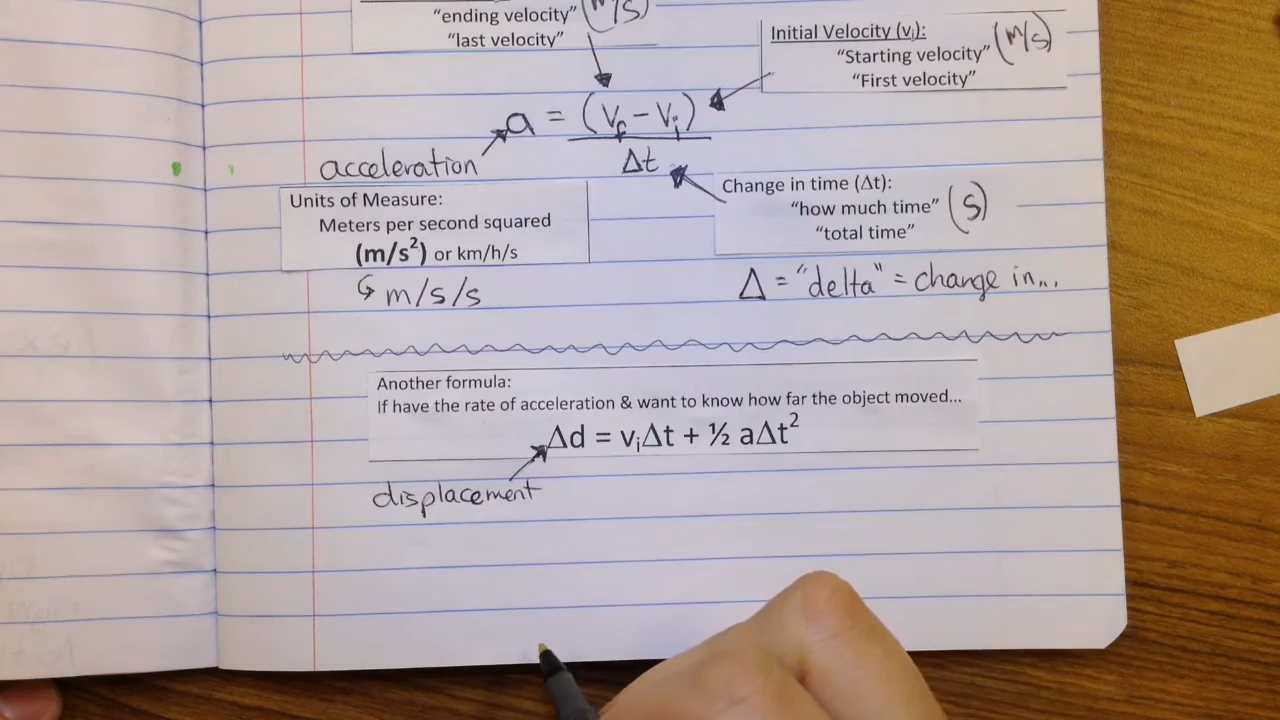 “ending velocity” (m/s)
“last velocity”
Initial Velocity (vᵢ):
“Starting velocity” (m/s)
“First velocity”
a = (Vf − Vi)
Δt
acceleration
Units of Measure:
Meters per second squared
(m/s²) or km/h/s
m/s/s
Change in time (Δt):
“how much time” (s)
“total time”
Δ = “delta” = change in...
Another formula:
If have the rate of acceleration & want to know how far the object moved...
Δd = vᵢΔt + ½ aΔt²
displacement